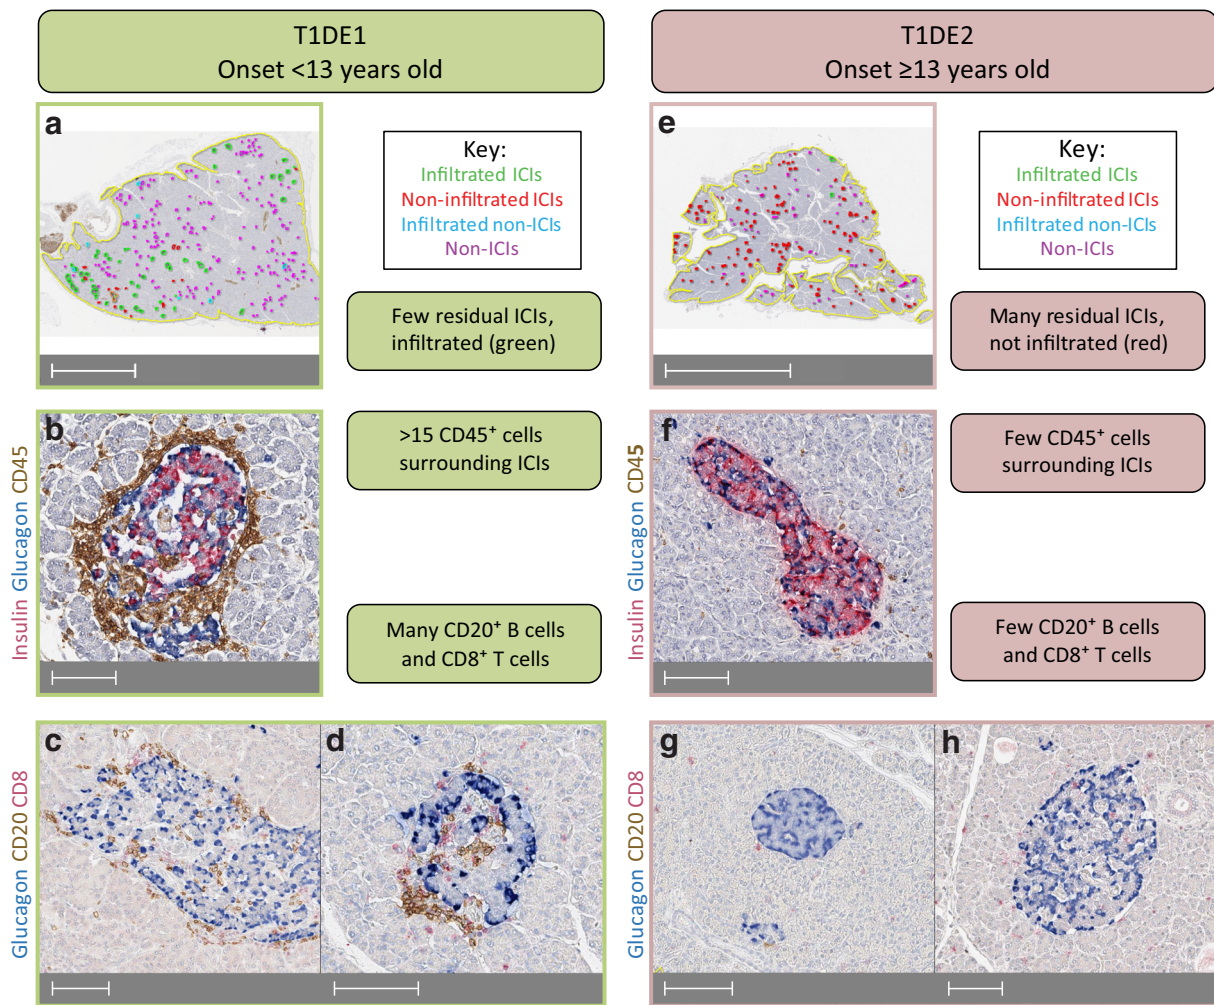 T1DE1
Onset <13 years old
T1DE2
Onset ≥13 years old
a
Key:
Infiltrated ICIs
Non-infiltrated ICIs
Infiltrated non-ICIs
Non-ICIs
Few residual ICIs,
infiltrated (green)
e
Key:
Infiltrated ICIs
Non-infiltrated ICIs
Infiltrated non-ICIs
Non-ICIs
Many residual ICIs,
not infiltrated (red)
Insulin Glucagon CD45
b
>15 CD45⁺ cells
surrounding ICIs
Many CD20⁺ B cells
and CD8⁺ T cells
Insulin Glucagon CD45
f
Few CD45⁺ cells
surrounding ICIs
Few CD20⁺ B cells
and CD8⁺ T cells
Glucagon CD20 CD8
c
d
Glucagon CD20 CD8
g
h